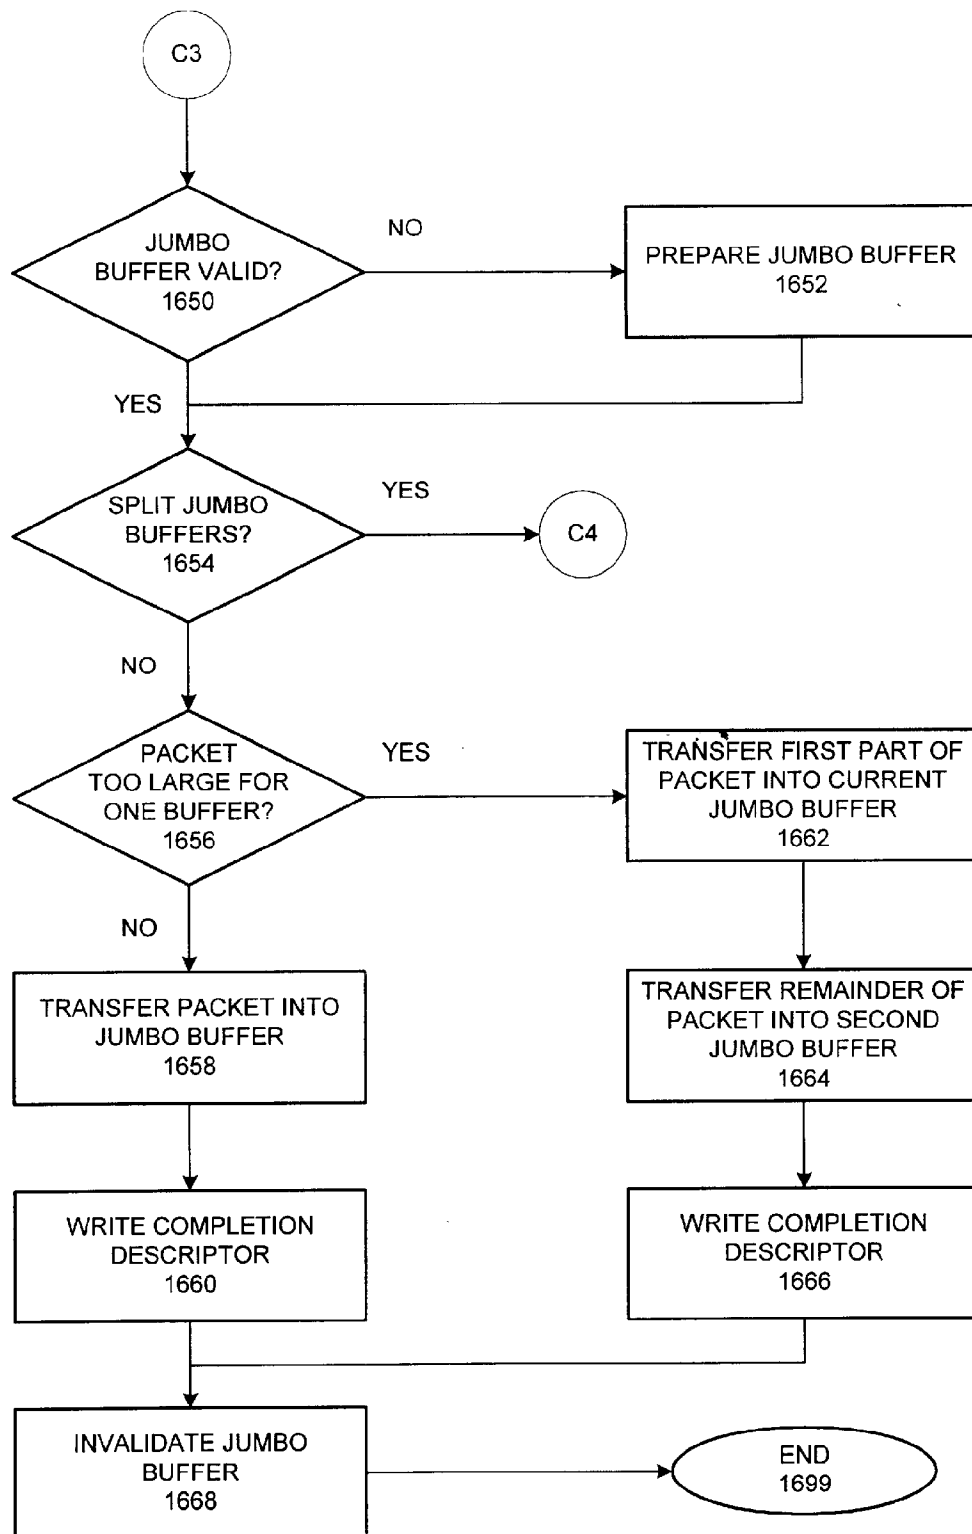 C3
JUMBO
BUFFER VALID?
1650
NO
PREPARE JUMBO BUFFER
1652
YES
SPLIT JUMBO
BUFFERS?
1654
YES
C4
NO
PACKET
TOO LARGE FOR
ONE BUFFER?
1656
YES
TRANSFER FIRST PART OF
PACKET INTO CURRENT
JUMBO BUFFER
1662
NO
TRANSFER PACKET INTO
JUMBO BUFFER
1658
TRANSFER REMAINDER OF
PACKET INTO SECOND
JUMBO BUFFER
1664
WRITE COMPLETION
DESCRIPTOR
1660
WRITE COMPLETION
DESCRIPTOR
1666
INVALIDATE JUMBO
BUFFER
1668
END
1699